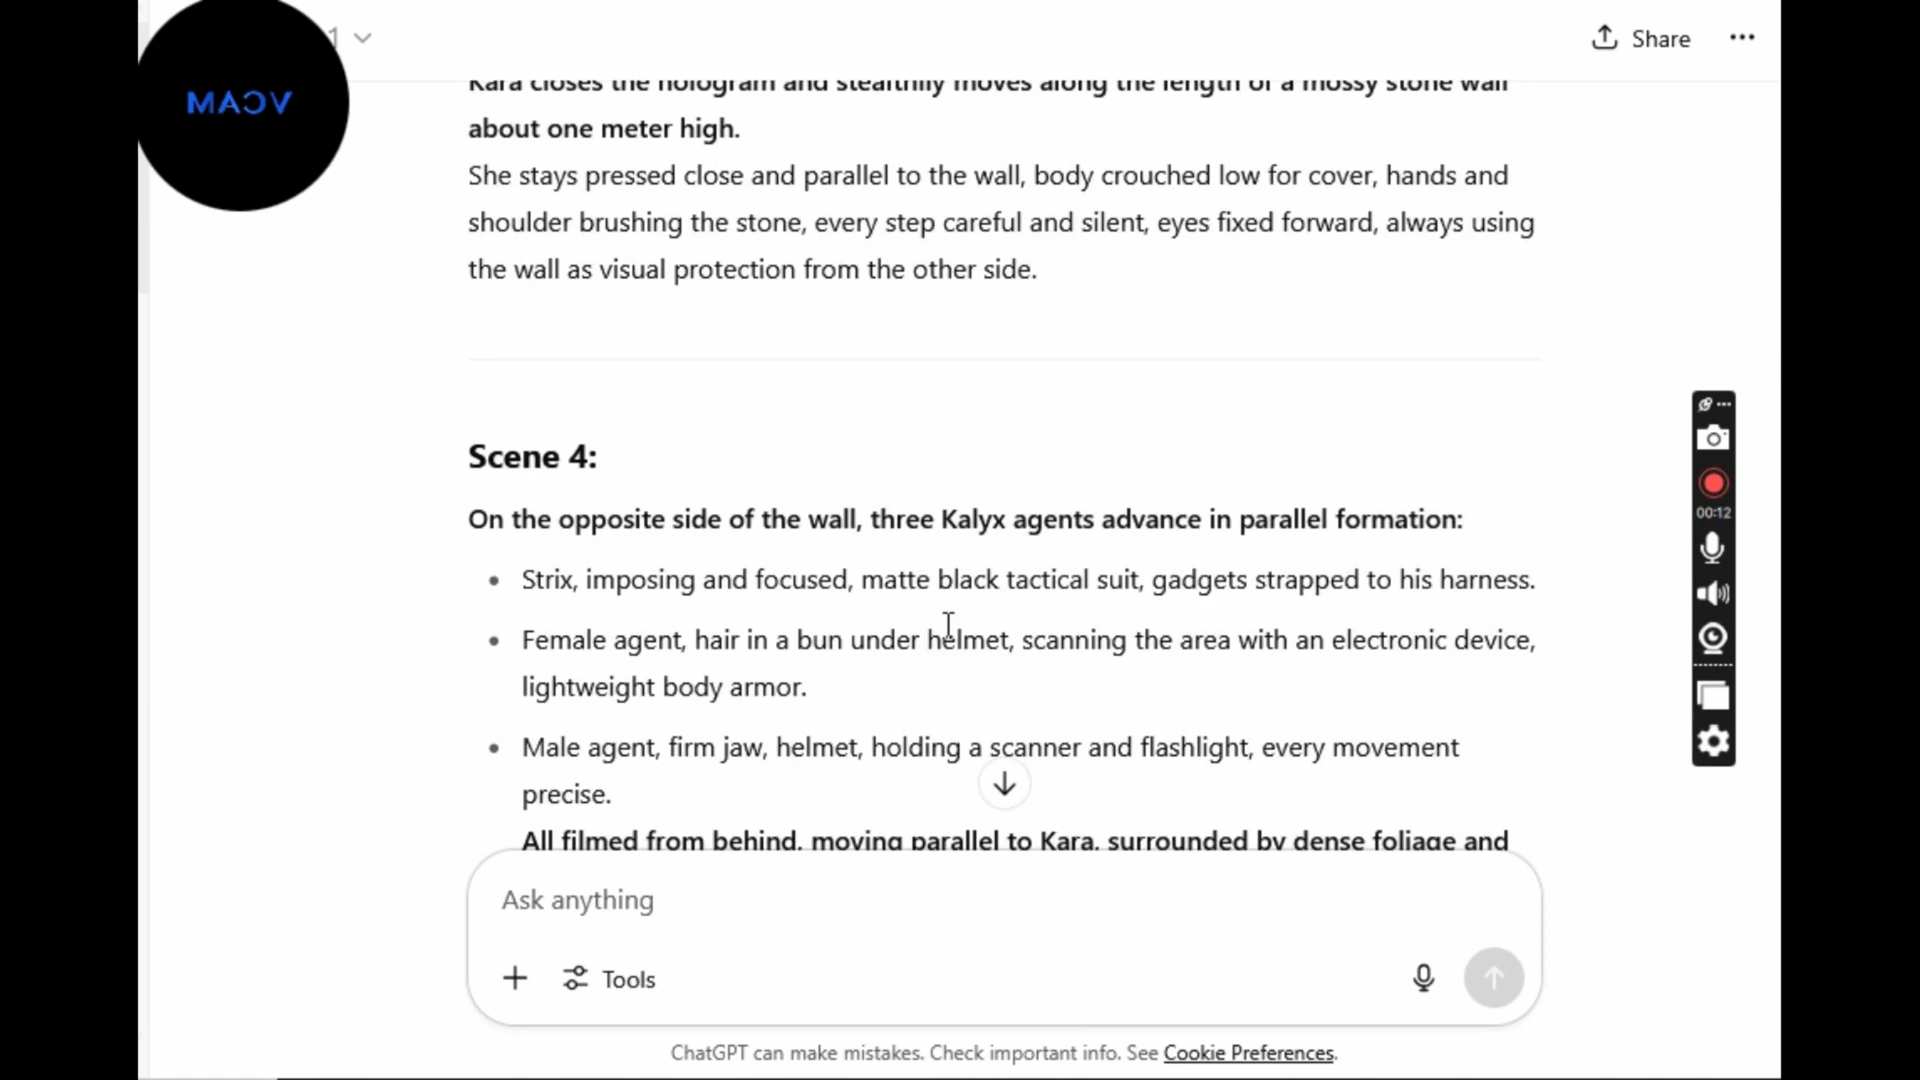 VCAM
1
Share
Kara closes the hologram and stealthily moves along the length of a mossy stone wall
about one meter high.
She stays pressed close and parallel to the wall, body crouched low for cover, hands and
shoulder brushing the stone, every step careful and silent, eyes fixed forward, always using
the wall as visual protection from the other side.
Scene 4:
On the opposite side of the wall, three Kalyx agents advance in parallel formation:
• Strix, imposing and focused, matte black tactical suit, gadgets strapped to his harness.
• Female agent, hair in a bun under helmet, scanning the area with an electronic device,
lightweight body armor.
• Male agent, firm jaw, helmet, holding a scanner and flashlight, every movement
precise.
All filmed from behind, moving parallel to Kara, surrounded by dense foliage and
00:12
Ask anything
Tools
ChatGPT can make mistakes. Check important info. See Cookie Preferences.